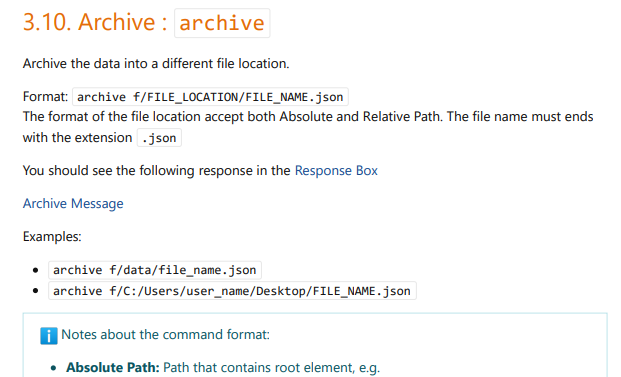 3.10. Archive : archive
Archive the data into a different file location.
Format: archive f/FILE_LOCATION/FILE_NAME.json
The format of the file location accept both Absolute and Relative Path. The file name must ends
with the extension .json
You should see the following response in the Response Box
Archive Message
Examples:
• archive f/data/file_name.json
• archive f/C:/Users/user_name/Desktop/FILE_NAME.json
ℹ️ Notes about the command format:
• Absolute Path: Path that contains root element, e.g.